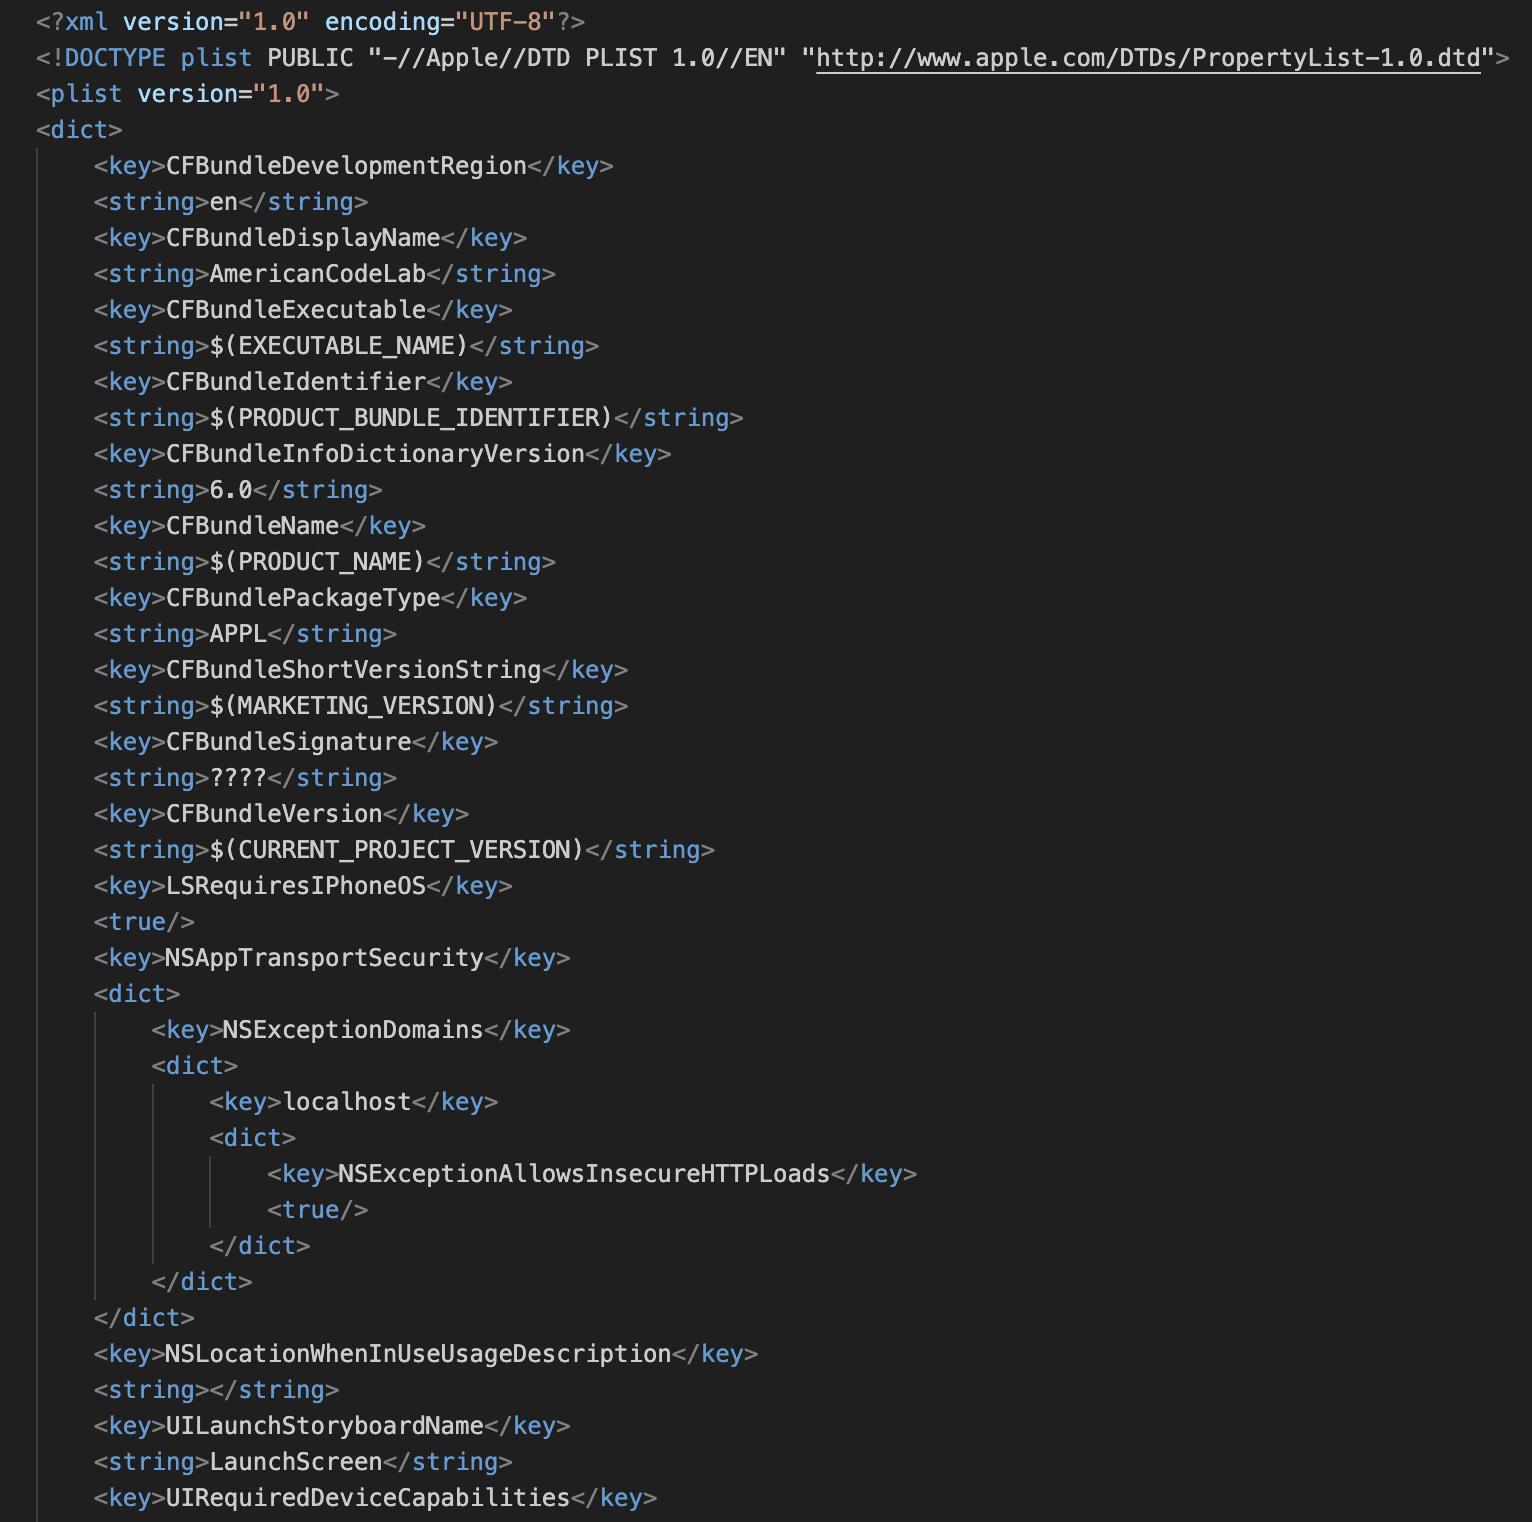 <?xml version="1.0" encoding="UTF-8"?>
<!DOCTYPE plist PUBLIC "-//Apple//DTD PLIST 1.0//EN" "http://www.apple.com/DTDs/PropertyList-1.0.dtd">
<plist version="1.0">
<dict>
    <key>CFBundleDevelopmentRegion</key>
    <string>en</string>
    <key>CFBundleDisplayName</key>
    <string>AmericanCodeLab</string>
    <key>CFBundleExecutable</key>
    <string>$(EXECUTABLE_NAME)</string>
    <key>CFBundleIdentifier</key>
    <string>$(PRODUCT_BUNDLE_IDENTIFIER)</string>
    <key>CFBundleInfoDictionaryVersion</key>
    <string>6.0</string>
    <key>CFBundleName</key>
    <string>$(PRODUCT_NAME)</string>
    <key>CFBundlePackageType</key>
    <string>APPL</string>
    <key>CFBundleShortVersionString</key>
    <string>$(MARKETING_VERSION)</string>
    <key>CFBundleSignature</key>
    <string>????</string>
    <key>CFBundleVersion</key>
    <string>$(CURRENT_PROJECT_VERSION)</string>
    <key>LSRequiresIPhoneOS</key>
    <true/>
    <key>NSAppTransportSecurity</key>
    <dict>
        <key>NSExceptionDomains</key>
        <dict>
            <key>localhost</key>
            <dict>
                <key>NSExceptionAllowsInsecureHTTPLoads</key>
                <true/>
            </dict>
        </dict>
    </dict>
    <key>NSLocationWhenInUseUsageDescription</key>
    <string></string>
    <key>UILaunchStoryboardName</key>
    <string>LaunchScreen</string>
    <key>UIRequiredDeviceCapabilities</key>